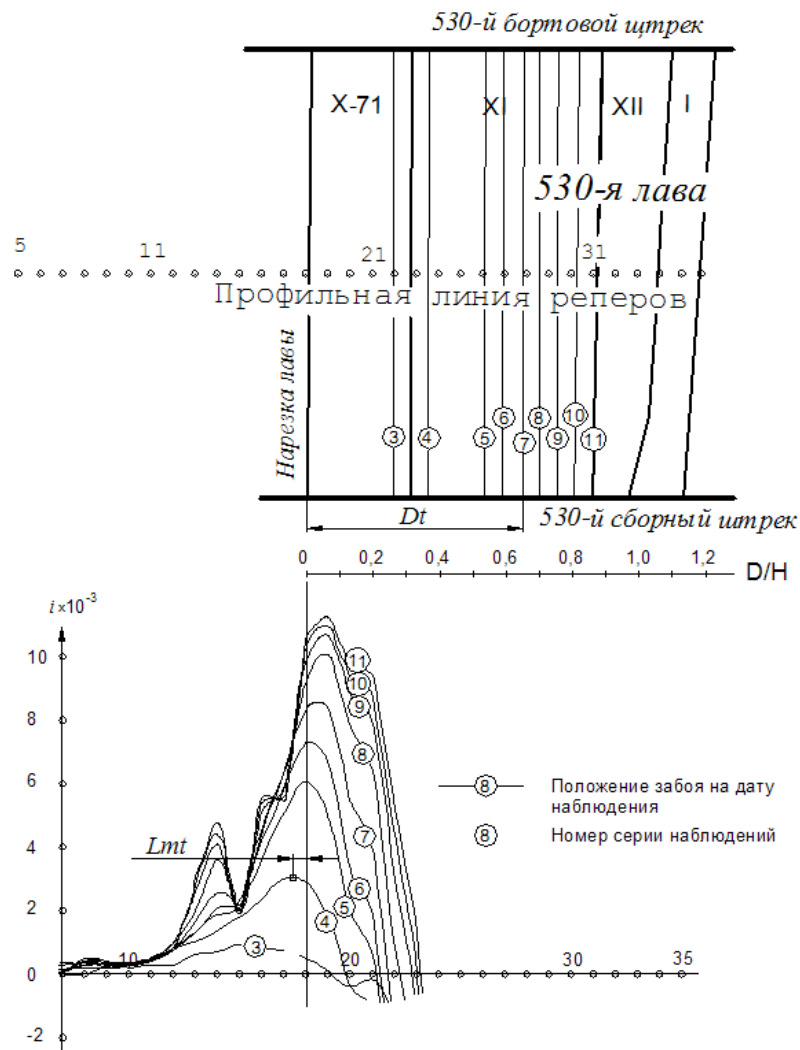 530-й бортовой щтрек
X-71 XI XII I
530-я лава
5 11 21 31
Профильная линия реперов
Нарезка лавы
3 4 5 6 7 8 9 10 11
Dt
530-й сборный штрек
0 0,2 0,4 0,6 0,8 1,0 1,2 D/H
i×10⁻³
10
8
6
4
2
0
-2
11
10
9
8
7
6
5
4
3
Lmt
10 20 30 35
8 Положение забоя на дату
наблюдения
8 Номер серии наблюдений